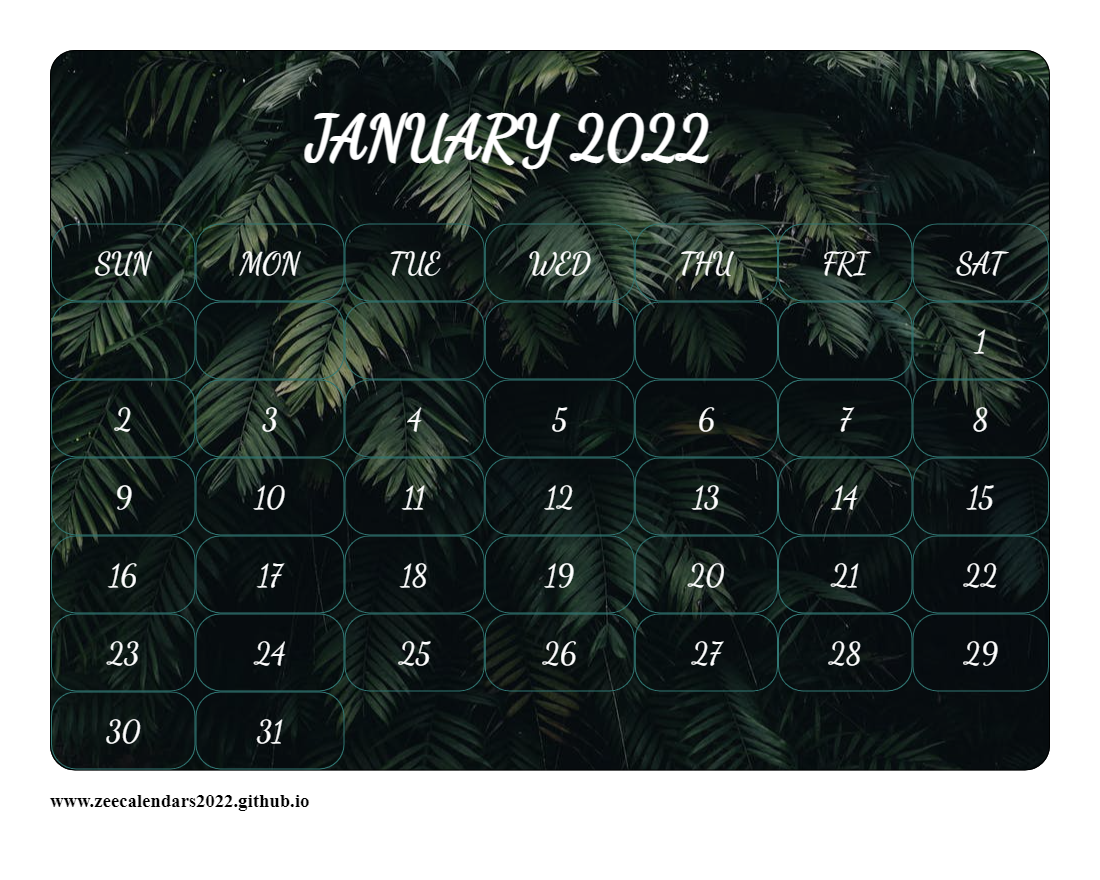 JANUARY 2022
SUN MON TUE WED THU FRI SAT
1
2 3 4 5 6 7 8
9 10 11 12 13 14 15
16 17 18 19 20 21 22
23 24 25 26 27 28 29
30 31
www.zeecalendars2022.github.io